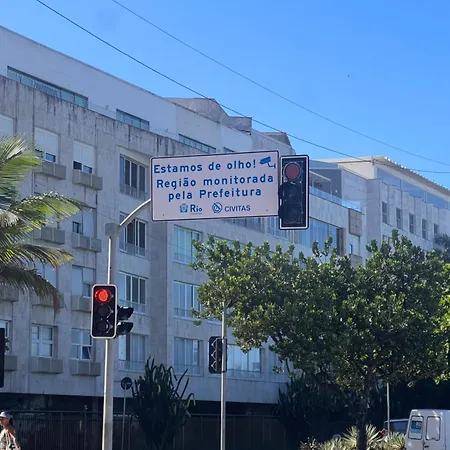 Estamos de olho!
Região monitorada
pela Prefeitura
Rio CIVITAS